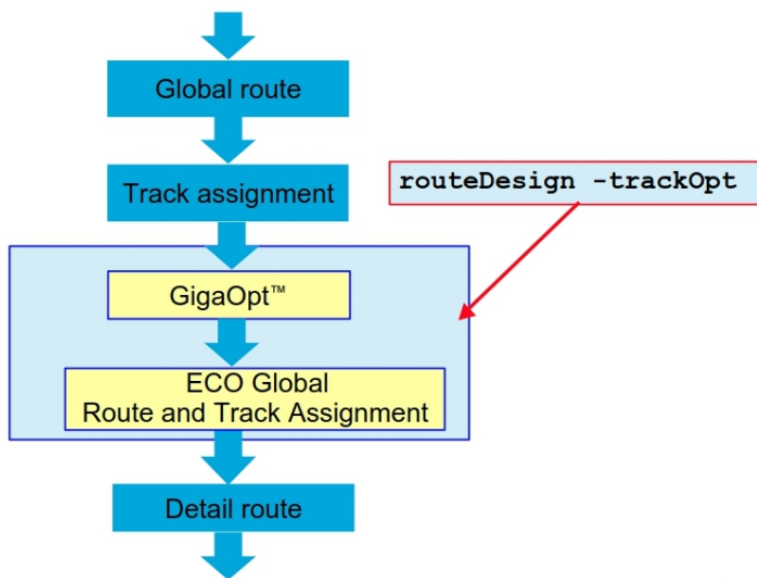 Global route
Track assignment
routeDesign -trackOpt
GigaOpt™
ECO Global
Route and Track Assignment
Detail route